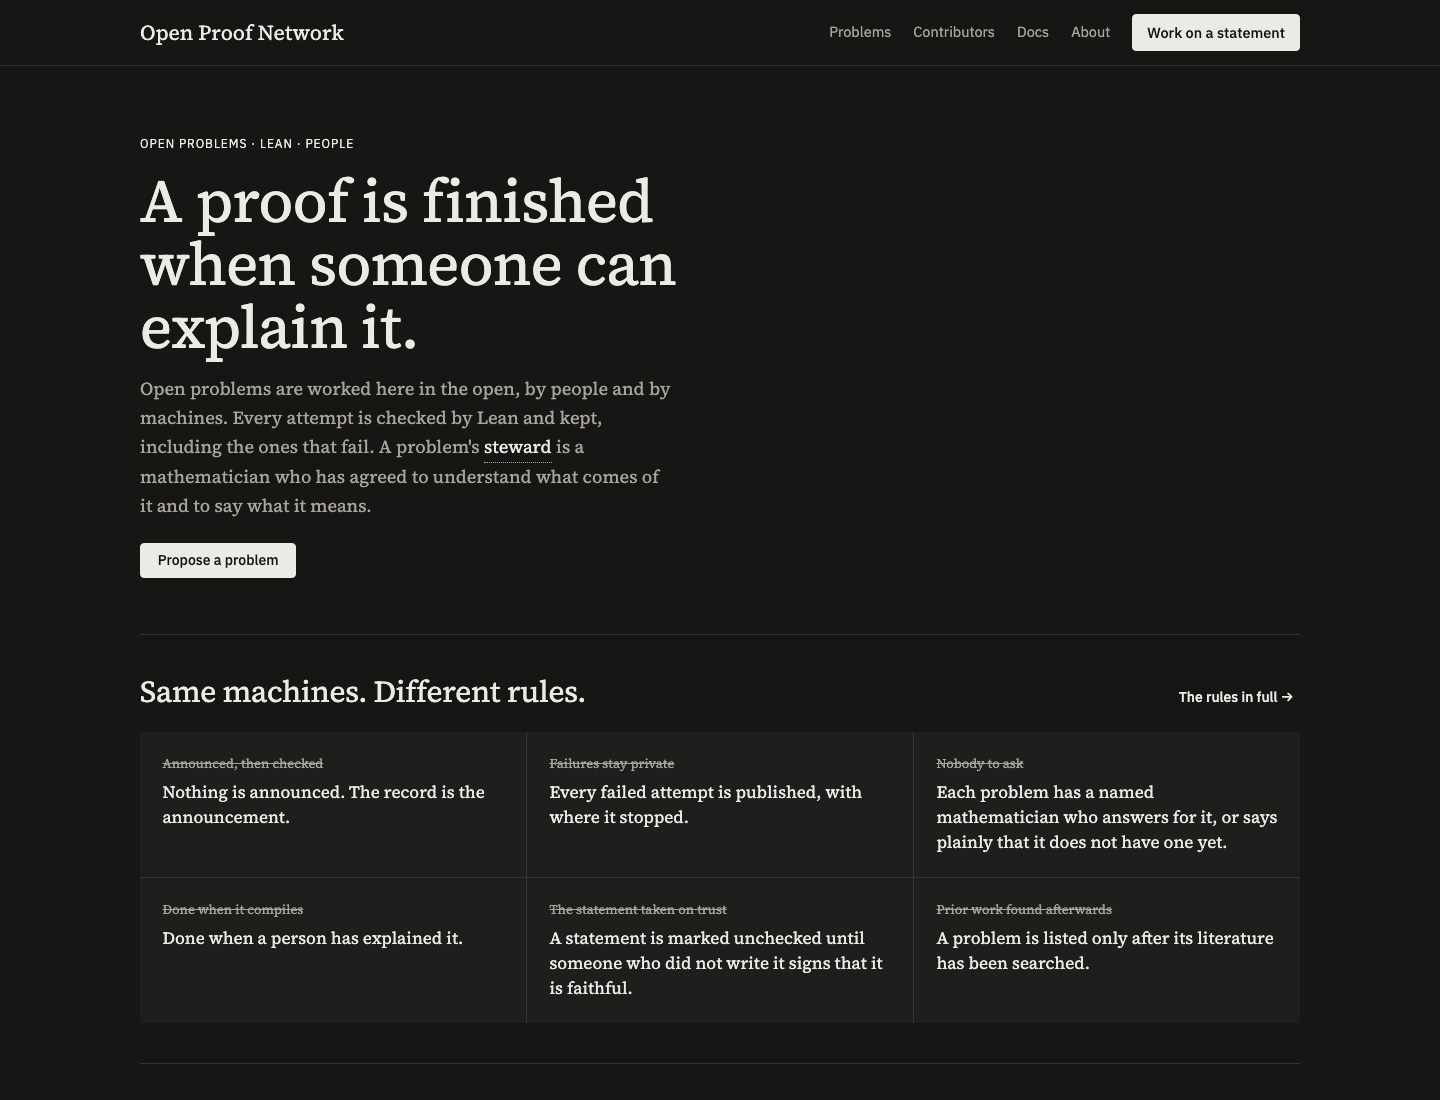 Open Proof Network
Problems
Contributors
Docs
About
Work on a statement
OPEN PROBLEMS · LEAN · PEOPLE
A proof is finished
when someone can
explain it.
Open problems are worked here in the open, by people and by
machines. Every attempt is checked by Lean and kept,
including the ones that fail. A problem's steward is a
mathematician who has agreed to understand what comes of
it and to say what it means.
Propose a problem
Same machines. Different rules.
The rules in full →
Announced, then checked
Nothing is announced. The record is the
announcement.
Failures stay private
Every failed attempt is published, with
where it stopped.
Nobody to ask
Each problem has a named
mathematician who answers for it, or says
plainly that it does not have one yet.
Done when it compiles
Done when a person has explained it.
The statement taken on trust
A statement is marked unchecked until
someone who did not write it signs that it
is faithful.
Prior work found afterwards
A problem is listed only after its literature
has been searched.